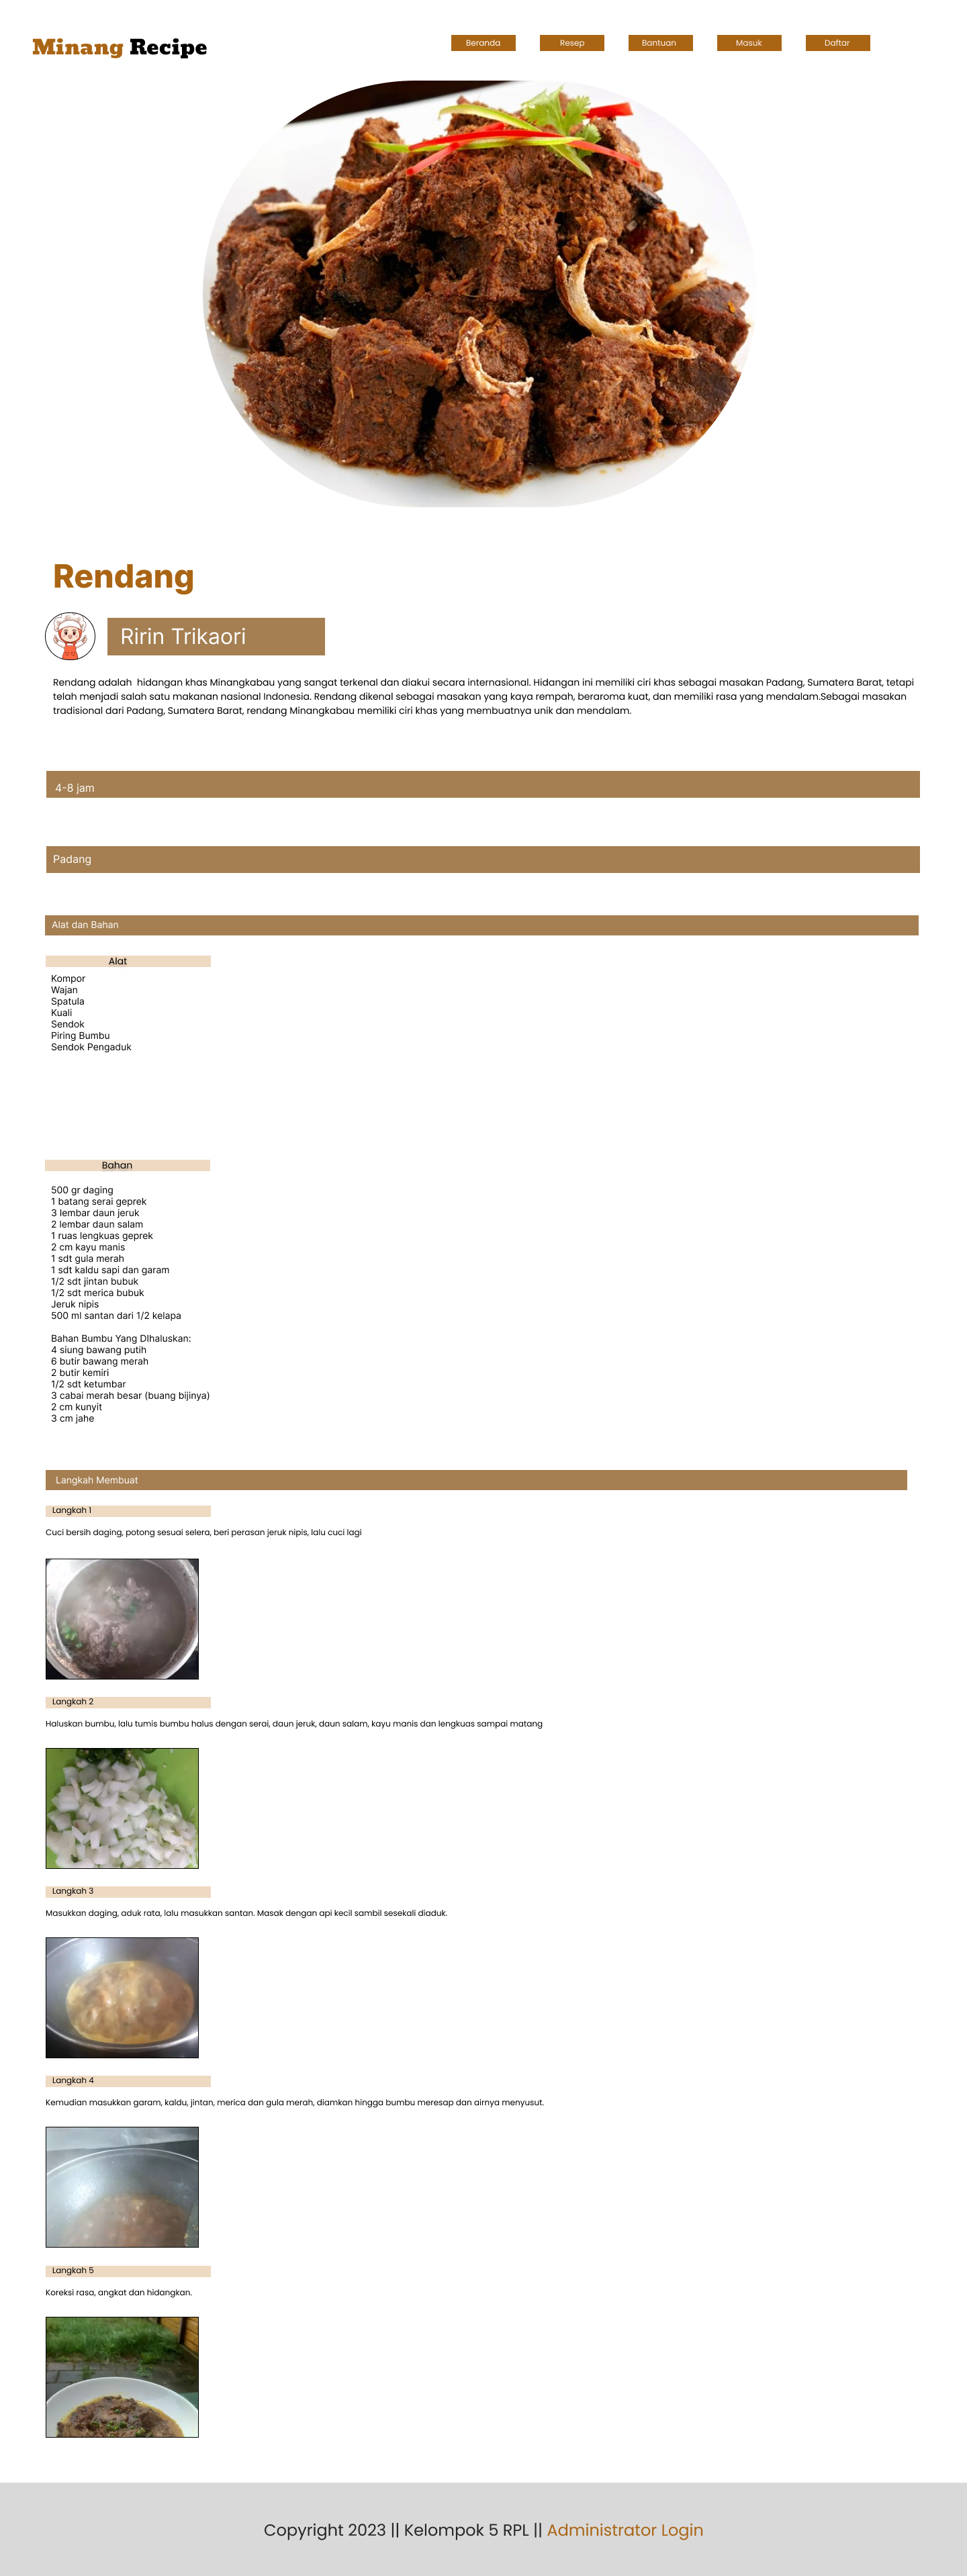 Minang Recipe
Beranda
Resep
Bantuan
Masuk
Daftar
Rendang
Ririn Trikaori
Rendang adalah  hidangan khas Minangkabau yang sangat terkenal dan diakui secara internasional. Hidangan ini memiliki ciri khas sebagai masakan Padang, Sumatera Barat, tetapi
telah menjadi salah satu makanan nasional Indonesia. Rendang dikenal sebagai masakan yang kaya rempah, beraroma kuat, dan memiliki rasa yang mendalam.Sebagai masakan
tradisional dari Padang, Sumatera Barat, rendang Minangkabau memiliki ciri khas yang membuatnya unik dan mendalam.
4-8 jam
Padang
Alat dan Bahan
Alat
Kompor
Wajan
Spatula
Kuali
Sendok
Piring Bumbu
Sendok Pengaduk
Bahan
500 gr daging
1 batang serai geprek
3 lembar daun jeruk
2 lembar daun salam
1 ruas lengkuas geprek
2 cm kayu manis
1 sdt gula merah
1 sdt kaldu sapi dan garam
1/2 sdt jintan bubuk
1/2 sdt merica bubuk
Jeruk nipis
500 ml santan dari 1/2 kelapa
Bahan Bumbu Yang DIhaluskan:
4 siung bawang putih
6 butir bawang merah
2 butir kemiri
1/2 sdt ketumbar
3 cabai merah besar (buang bijinya)
2 cm kunyit
3 cm jahe
Langkah Membuat
Langkah 1
Cuci bersih daging, potong sesuai selera, beri perasan jeruk nipis, lalu cuci lagi
Langkah 2
Haluskan bumbu, lalu tumis bumbu halus dengan serai, daun jeruk, daun salam, kayu manis dan lengkuas sampai matang
Langkah 3
Masukkan daging, aduk rata, lalu masukkan santan. Masak dengan api kecil sambil sesekali diaduk.
Langkah 4
Kemudian masukkan garam, kaldu, jintan, merica dan gula merah, diamkan hingga bumbu meresap dan airnya menyusut.
Langkah 5
Koreksi rasa, angkat dan hidangkan.
Copyright 2023 || Kelompok 5 RPL || Administrator Login